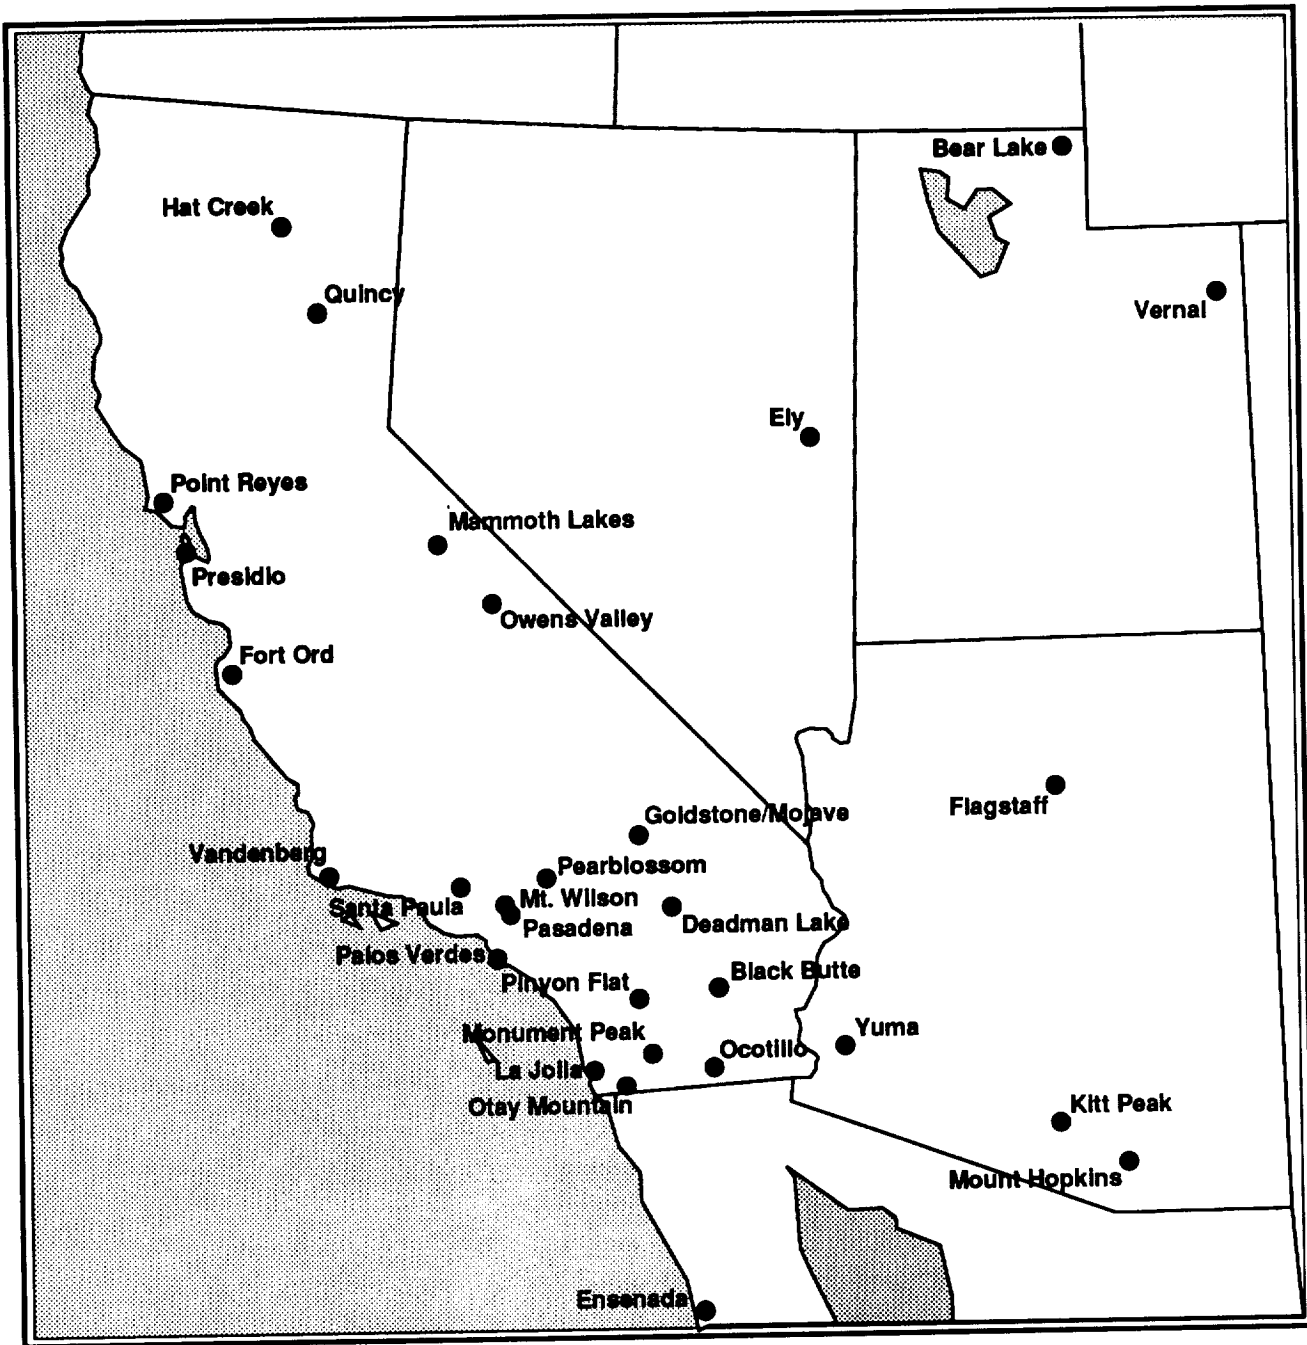 Bear Lake
Hat Creek
Quincy
Vernal
Ely
Point Reyes
Mammoth Lakes
Presidio
Owens Valley
Fort Ord
Goldstone/Mojave
Flagstaff
Vandenberg
Pearblossom
Santa Paula
Mt. Wilson
Pasadena
Deadman Lake
Palos Verdes
Pinyon Flat
Black Butte
Monument Peak
Yuma
Ocotillo
La Jolla
Otay Mountain
Kitt Peak
Mount Hopkins
Ensenada